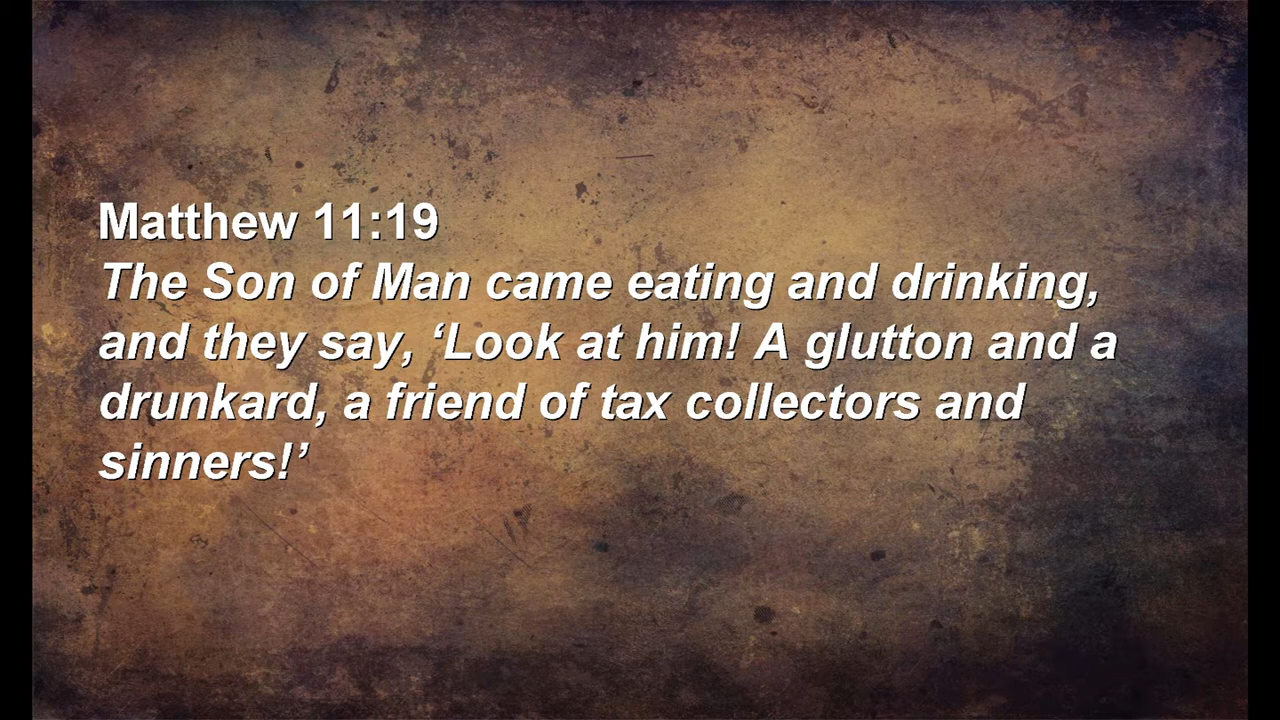 Matthew 11:19
The Son of Man came eating and drinking,
and they say, ‘Look at him! A glutton and a
drunkard, a friend of tax collectors and
sinners!’